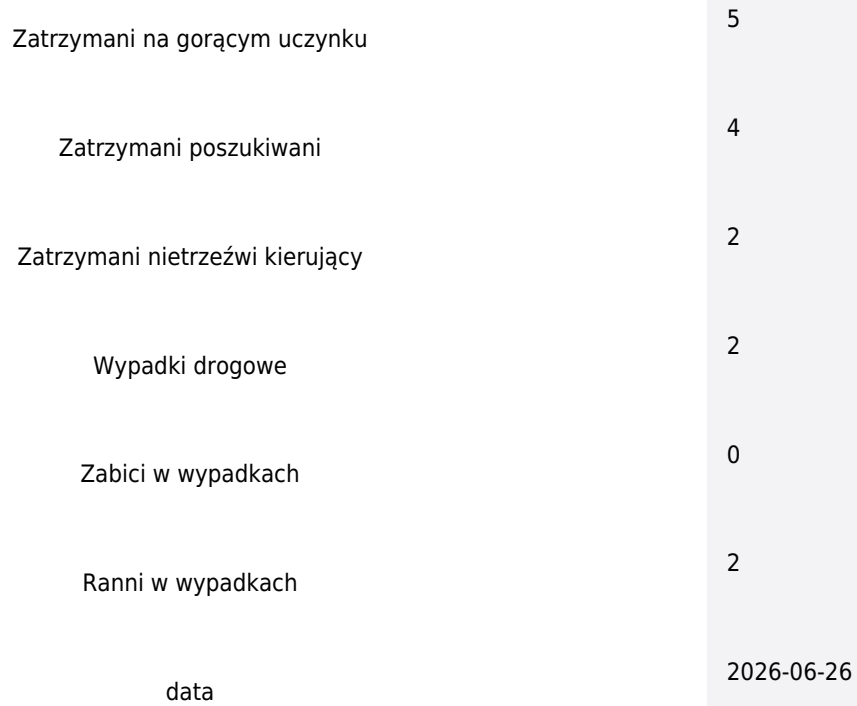 Zatrzymani na gorącym uczynku 5
Zatrzymani poszukiwani 4
Zatrzymani nietrzeźwi kierujący 2
Wypadki drogowe 2
Zabici w wypadkach 0
Ranni w wypadkach 2
data 2026-06-26